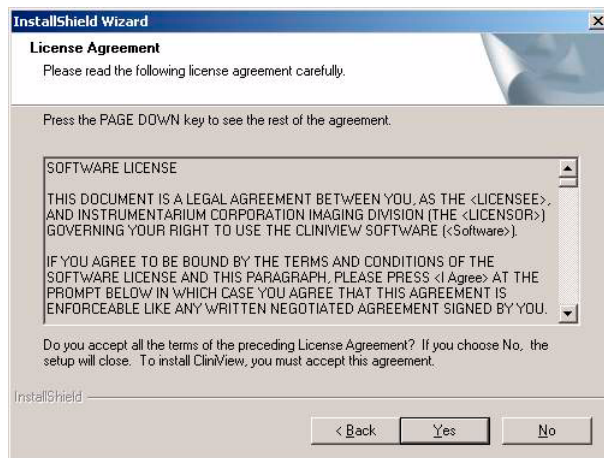 InstallShield Wizard
License Agreement
Please read the following license agreement carefully.
Press the PAGE DOWN key to see the rest of the agreement.
SOFTWARE LICENSE
THIS DOCUMENT IS A LEGAL AGREEMENT BETWEEN YOU, AS THE <LICENSEE>,
AND INSTRUMENTARIUM CORPORATION IMAGING DIVISION (THE <LICENSOR>)
GOVERNING YOUR RIGHT TO USE THE CLINIVIEW SOFTWARE (<Software>).
IF YOU AGREE TO BE BOUND BY THE TERMS AND CONDITIONS OF THE
SOFTWARE LICENSE AND THIS PARAGRAPH, PLEASE PRESS <I Agree> AT THE
PROMPT BELOW IN WHICH CASE YOU AGREE THAT THIS AGREEMENT IS
ENFORCEABLE LIKE ANY WRITTEN NEGOTIATED AGREEMENT SIGNED BY YOU.
Do you accept all the terms of the preceding License Agreement? If you choose No, the
setup will close. To install CliniView, you must accept this agreement.
InstallShield
< Back Yes No